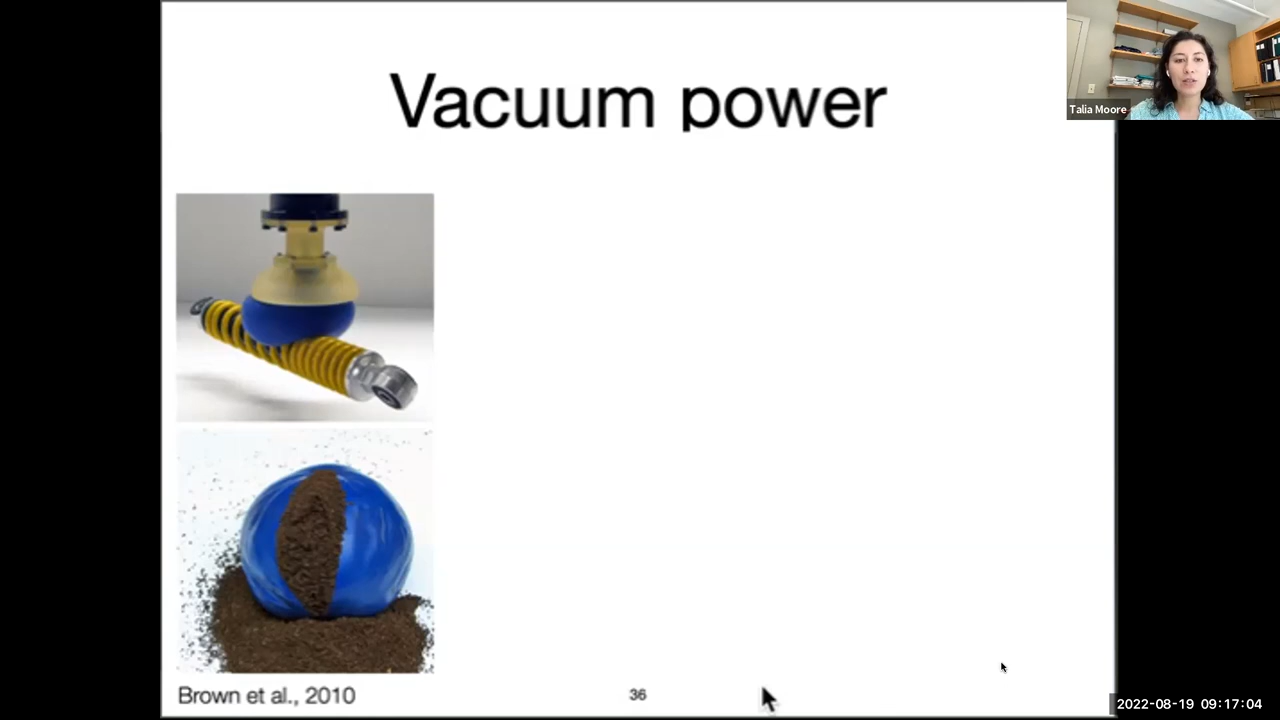 Vacuum power
Talia Moore
Brown et al., 2010
36
2022-08-19 09:17:04